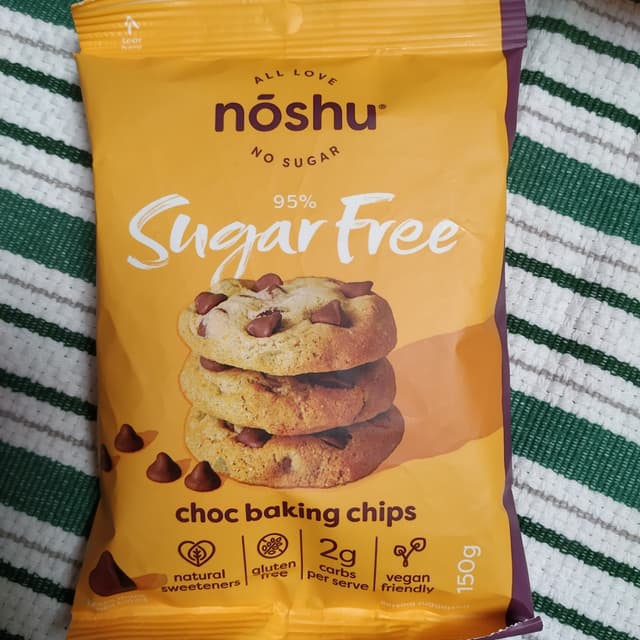 ALL LOVE
nōshu®
NO SUGAR
95%
Sugar Free
choc baking chips
natural
sweeteners
gluten
free
2g
carbs
per serve
vegan
friendly
150g